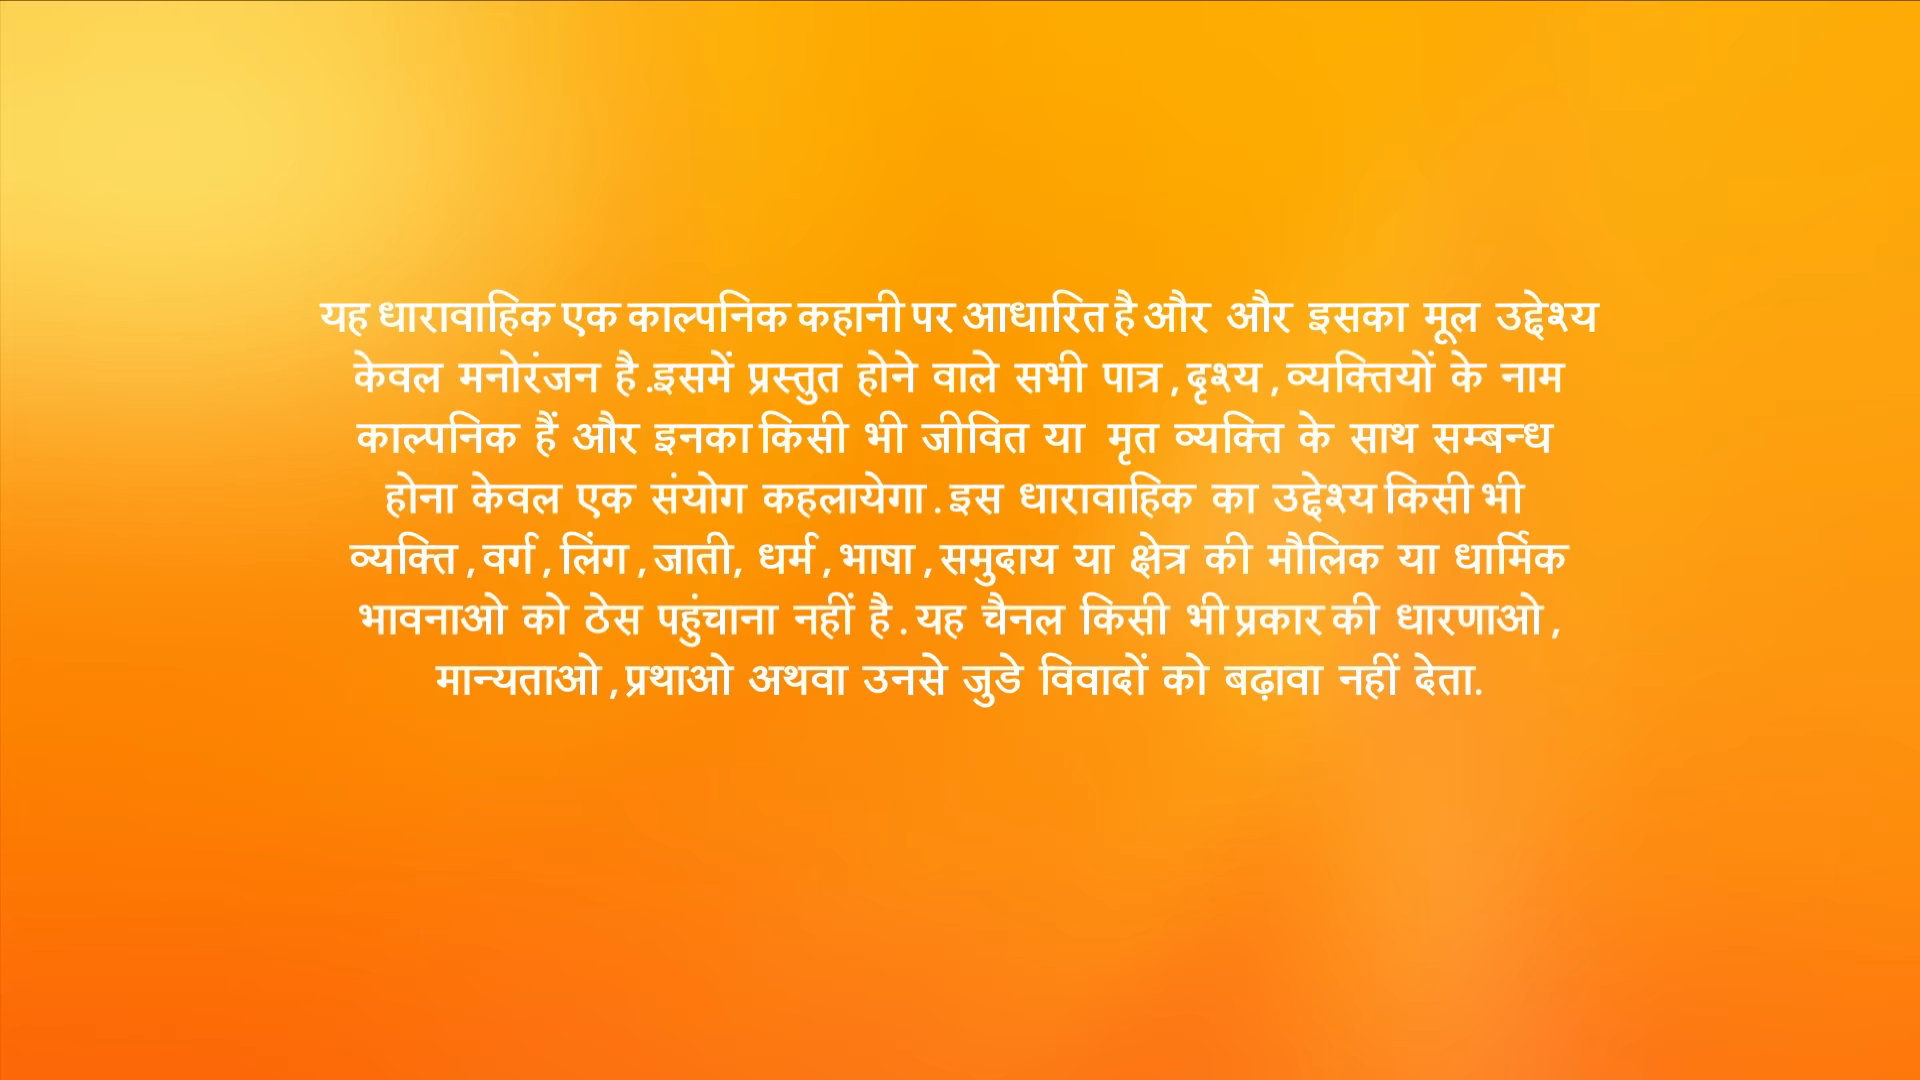 यह धारावाहिक एक काल्पनिक कहानी पर आधारित है और और इसका मूल उद्देश्य
केवल मनोरंजन है .इसमें प्रस्तुत होने वाले सभी पात्र , दृश्य , व्यक्तियों के नाम
काल्पनिक हैं और इनका किसी भी जीवित या मृत व्यक्ति के साथ सम्बन्ध
होना केवल एक संयोग कहलायेगा . इस धारावाहिक का उद्देश्य किसी भी
व्यक्ति , वर्ग , लिंग , जाती, धर्म , भाषा , समुदाय या क्षेत्र की मौलिक या धार्मिक
भावनाओ को ठेस पहुंचाना नहीं है . यह चैनल किसी भी प्रकार की धारणाओ ,
मान्यताओ , प्रथाओ अथवा उनसे जुडे विवादों को बढ़ावा नहीं देता.